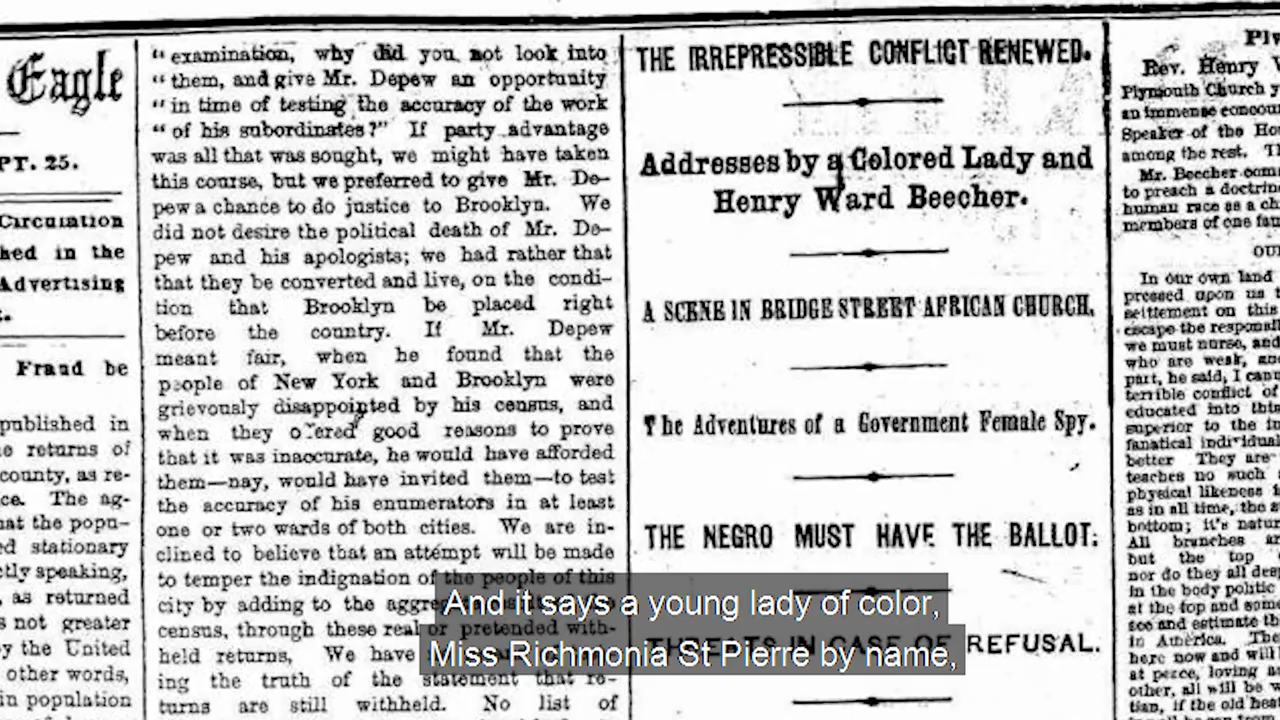 Eagle
PT. 25.
Circulation
hed in the
Advertising
Fraud be
published in
e returns of
county, as re-
ce. The ag-
hat the popu-
ed stationary
tly speaking,
, as returned
s not greater
y the United
other words,
in population
“ examination, why did you not look into
“ them, and give Mr. Depew an opportunity
“ in time of testing the accuracy of the work
“ of his subordinates?” If party advantage
was all that was sought, we might have taken
this course, but we preferred to give Mr. De-
pew a chance to do justice to Brooklyn. We
did not desire the political death of Mr. De-
pew and his apologists; we had rather that
that they be converted and live, on the condi-
tion that Brooklyn be placed right
before the country. If Mr. Depew
meant fair, when he found that the
people of New York and Brooklyn were
grievously disappointed by his census, and
when they offered good reasons to prove
that it was inaccurate, he would have afforded
them—nay, would have invited them—to test
the accuracy of his enumerators in at least
one or two wards of both cities. We are in-
clined to believe that an attempt will be made
to temper the indignation of the people of this
city by adding to the
census, through these real or pretended with-
held returns, We have
ing the truth of the statement that re-
turns are still withheld. No list of
THE IRREPRESSIBLE CONFLICT RENEWED.
Addresses by a Colored Lady and
Henry Ward Beecher.
A SCENE IN BRIDGE STREET AFRICAN CHURCH.
The Adventures of a Government Female Spy.
THE NEGRO MUST HAVE THE BALLOT:
THREATS IN CASE OF REFUSAL.
Rev. Henry
Plymouth Church
an immense
Speaker of the
among the rest.
Mr. Beecher
to preach a
human race as a
members of one
In our own land
pressed upon us
settlement on this
escape the
we must nurse, and
who are weak, and
part, he said, I
terrible conflict of
educated into this
superior to the
fanatical
better They are
teaches no such
physical likeness
as in all time, the
bottom; it's
All branches
but the top
nor do they all
in the body politic
at the top and
see and estimate
in America. The
here now and will
at peace, loving
other, all will be
tian, if the old
And it says a young lady of color,
Miss Richmonia St Pierre by name,